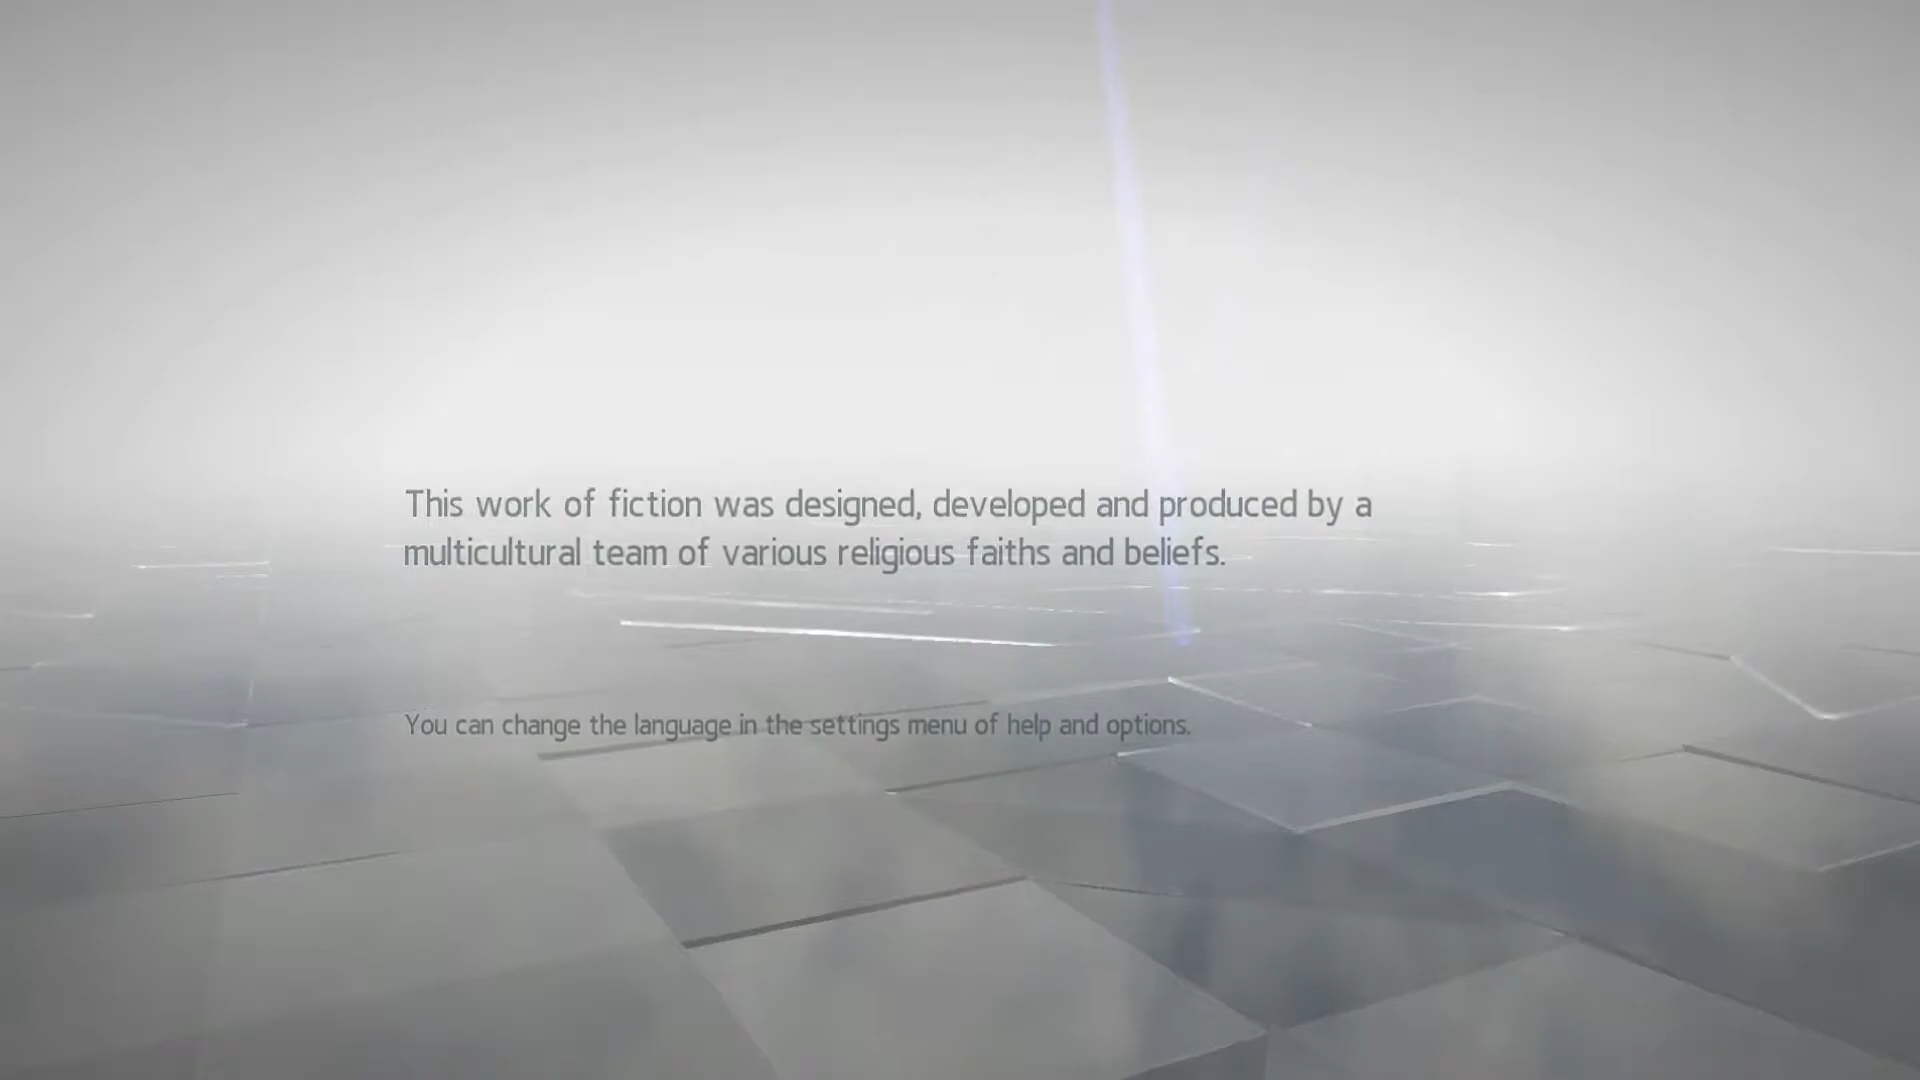 This work of fiction was designed, developed and produced by a
multicultural team of various religious faiths and beliefs.
You can change the language in the settings menu of help and options.